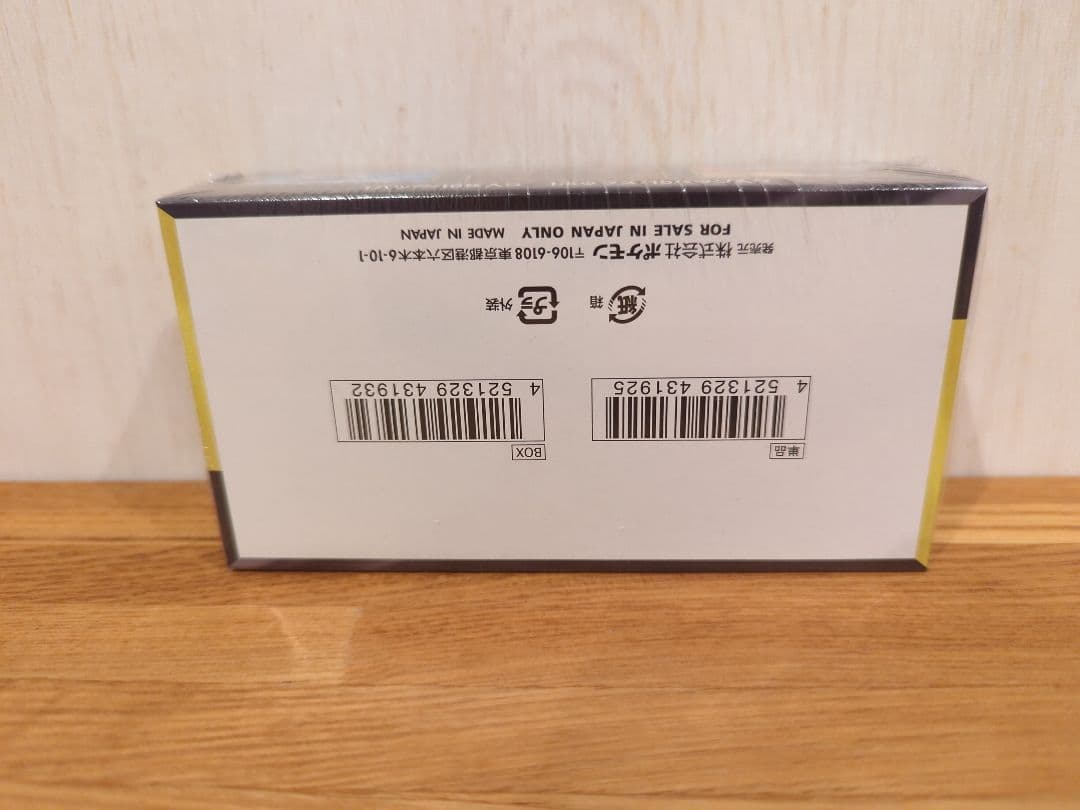 単品 BOX
4 521329 431925 4 521329 431932
紙 箱 プラ 外装
発売元 株式会社ポケモン 〒106-6108 東京都港区六本木6-10-1
FOR SALE IN JAPAN ONLY MADE IN JAPAN